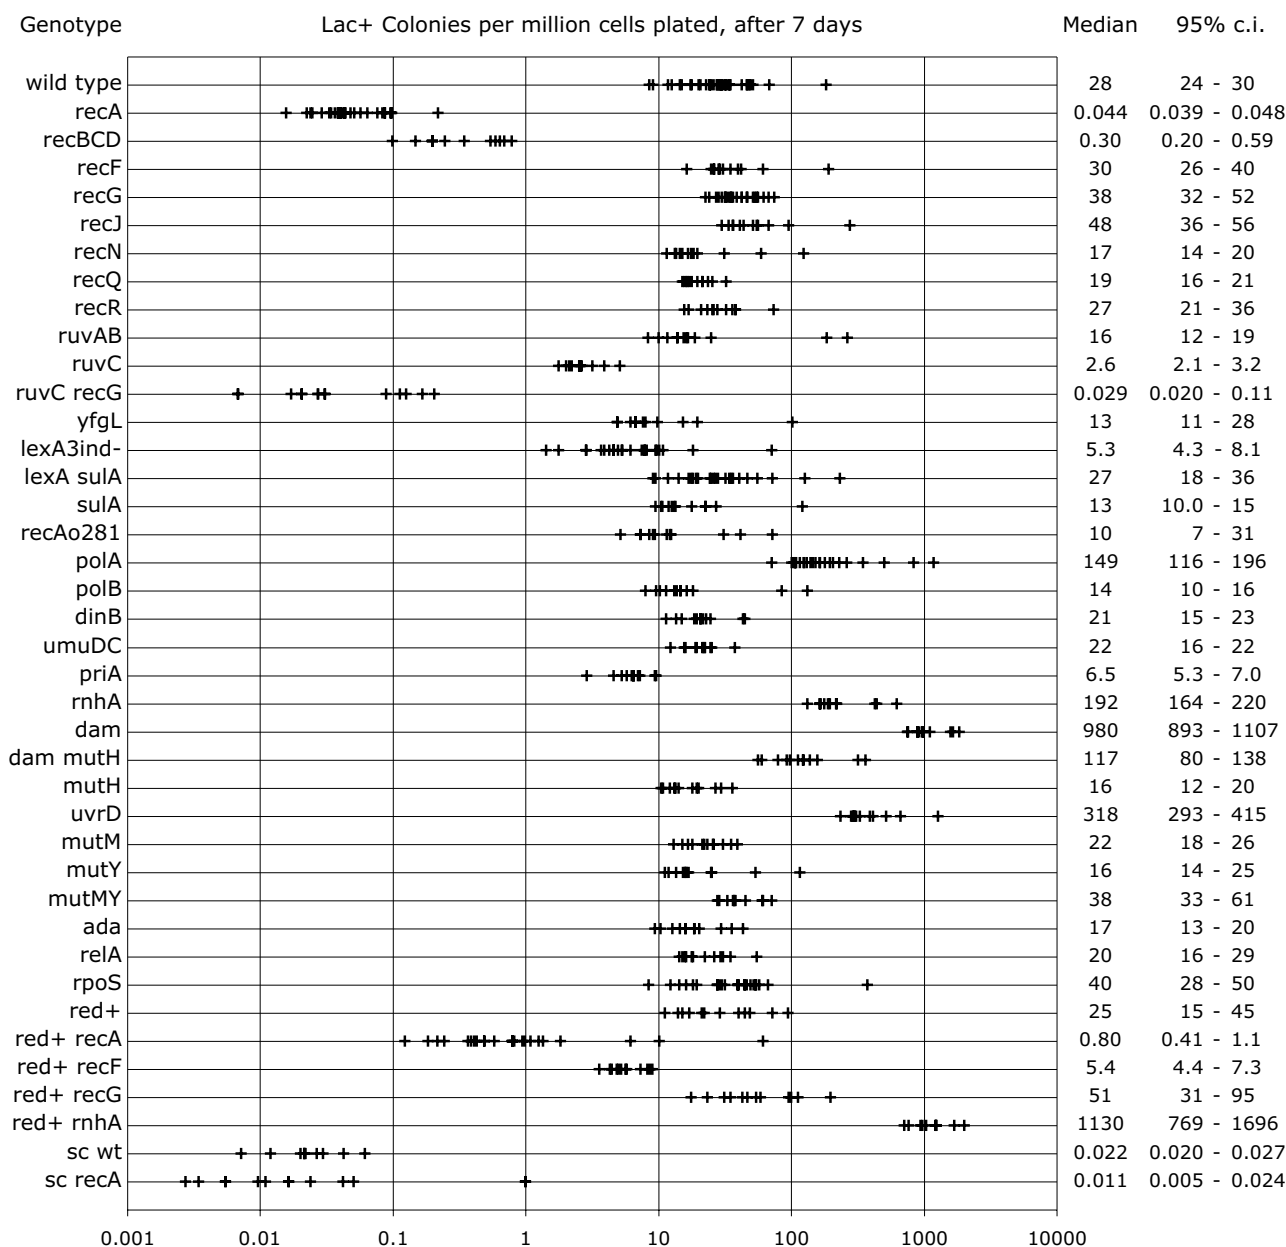 Genotype Lac+ Colonies per million cells plated, after 7 days Median 95% c.i.
wild type 28 24 - 30
recA 0.044 0.039 - 0.048
recBCD 0.30 0.20 - 0.59
recF 30 26 - 40
recG 38 32 - 52
recJ 48 36 - 56
recN 17 14 - 20
recQ 19 16 - 21
recR 27 21 - 36
ruvAB 16 12 - 19
ruvC 2.6 2.1 - 3.2
ruvC recG 0.029 0.020 - 0.11
yfgL 13 11 - 28
lexA3ind- 5.3 4.3 - 8.1
lexA sulA 27 18 - 36
sulA 13 10.0 - 15
recAo281 10 7 - 31
polA 149 116 - 196
polB 14 10 - 16
dinB 21 15 - 23
umuDC 22 16 - 22
priA 6.5 5.3 - 7.0
rnhA 192 164 - 220
dam 980 893 - 1107
dam mutH 117 80 - 138
mutH 16 12 - 20
uvrD 318 293 - 415
mutM 22 18 - 26
mutY 16 14 - 25
mutMY 38 33 - 61
ada 17 13 - 20
relA 20 16 - 29
rpoS 40 28 - 50
red+ 25 15 - 45
red+ recA 0.80 0.41 - 1.1
red+ recF 5.4 4.4 - 7.3
red+ recG 51 31 - 95
red+ rnhA 1130 769 - 1696
sc wt 0.022 0.020 - 0.027
sc recA 0.011 0.005 - 0.024
0.001 0.01 0.1 1 10 100 1000 10000